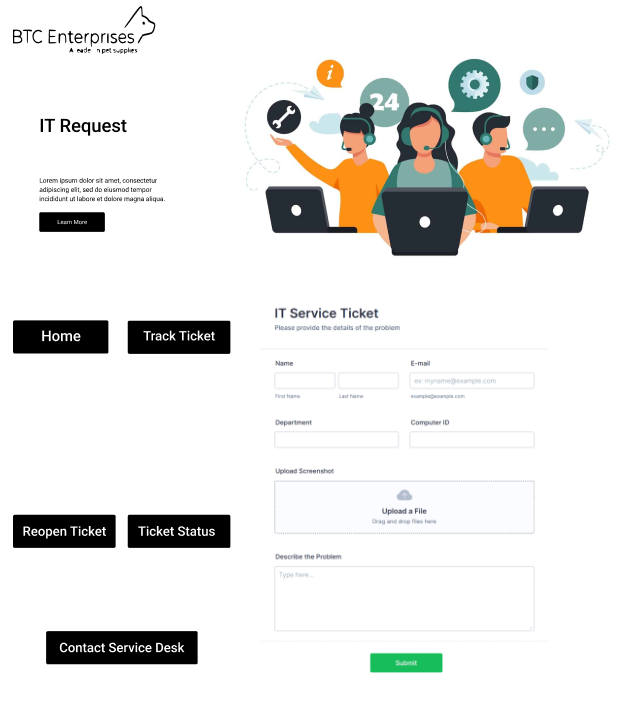 BTC Enterprises
A leade in pet supplies
i
24
IT Request
Lorem ipsum dolor sit amet, consectetur
adipiscing elit, sed do eiusmod tempor
incididunt ut labore et dolore magna aliqua.
Learn More
Home
Track Ticket
Reopen Ticket
Ticket Status
Contact Service Desk
IT Service Ticket
Please provide the details of the problem
Name
E-mail
ex: myname@example.com
First Name
Last Name
example@example.com
Department
Computer ID
Upload Screenshot
Upload a File
Drag and drop files here
Describe the Problem
Type here...
Submit